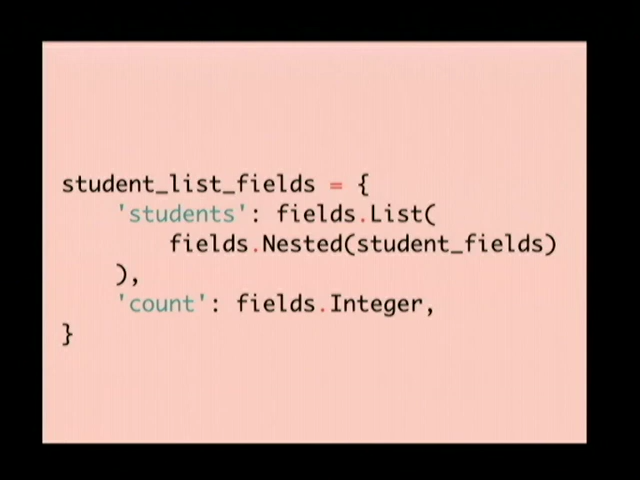 student_list_fields = {
    'students': fields.List(
        fields.Nested(student_fields)
    ),
    'count': fields.Integer,
}